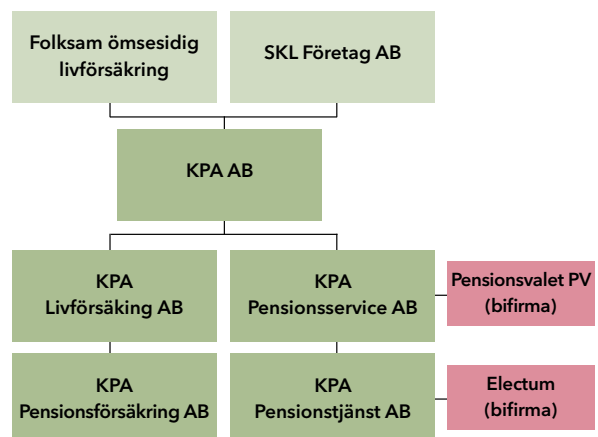 Folksam ömsesidig
livförsäkring
SKL Företag AB
KPA AB
KPA
Livförsäking AB
KPA
Pensionsservice AB
Pensionsvalet PV
(bifirma)
KPA
Pensionsförsäkring AB
KPA
Pensionstjänst AB
Electum
(bifirma)